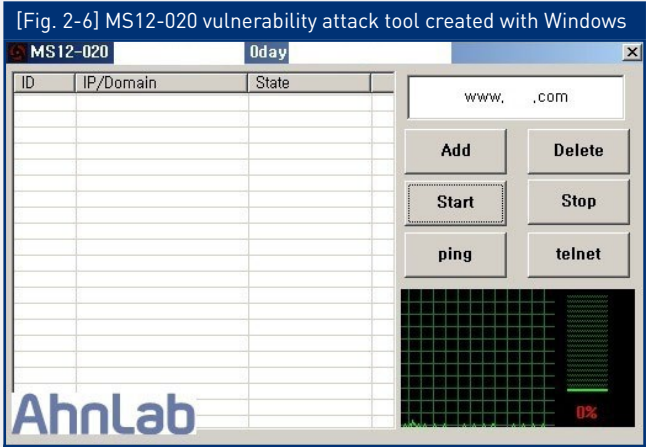 [Fig. 2-6] MS12-020 vulnerability attack tool created with Windows
MS12-020 0day
ID IP/Domain State
www. .com
Add Delete
Start Stop
ping telnet
0%
AhnLab